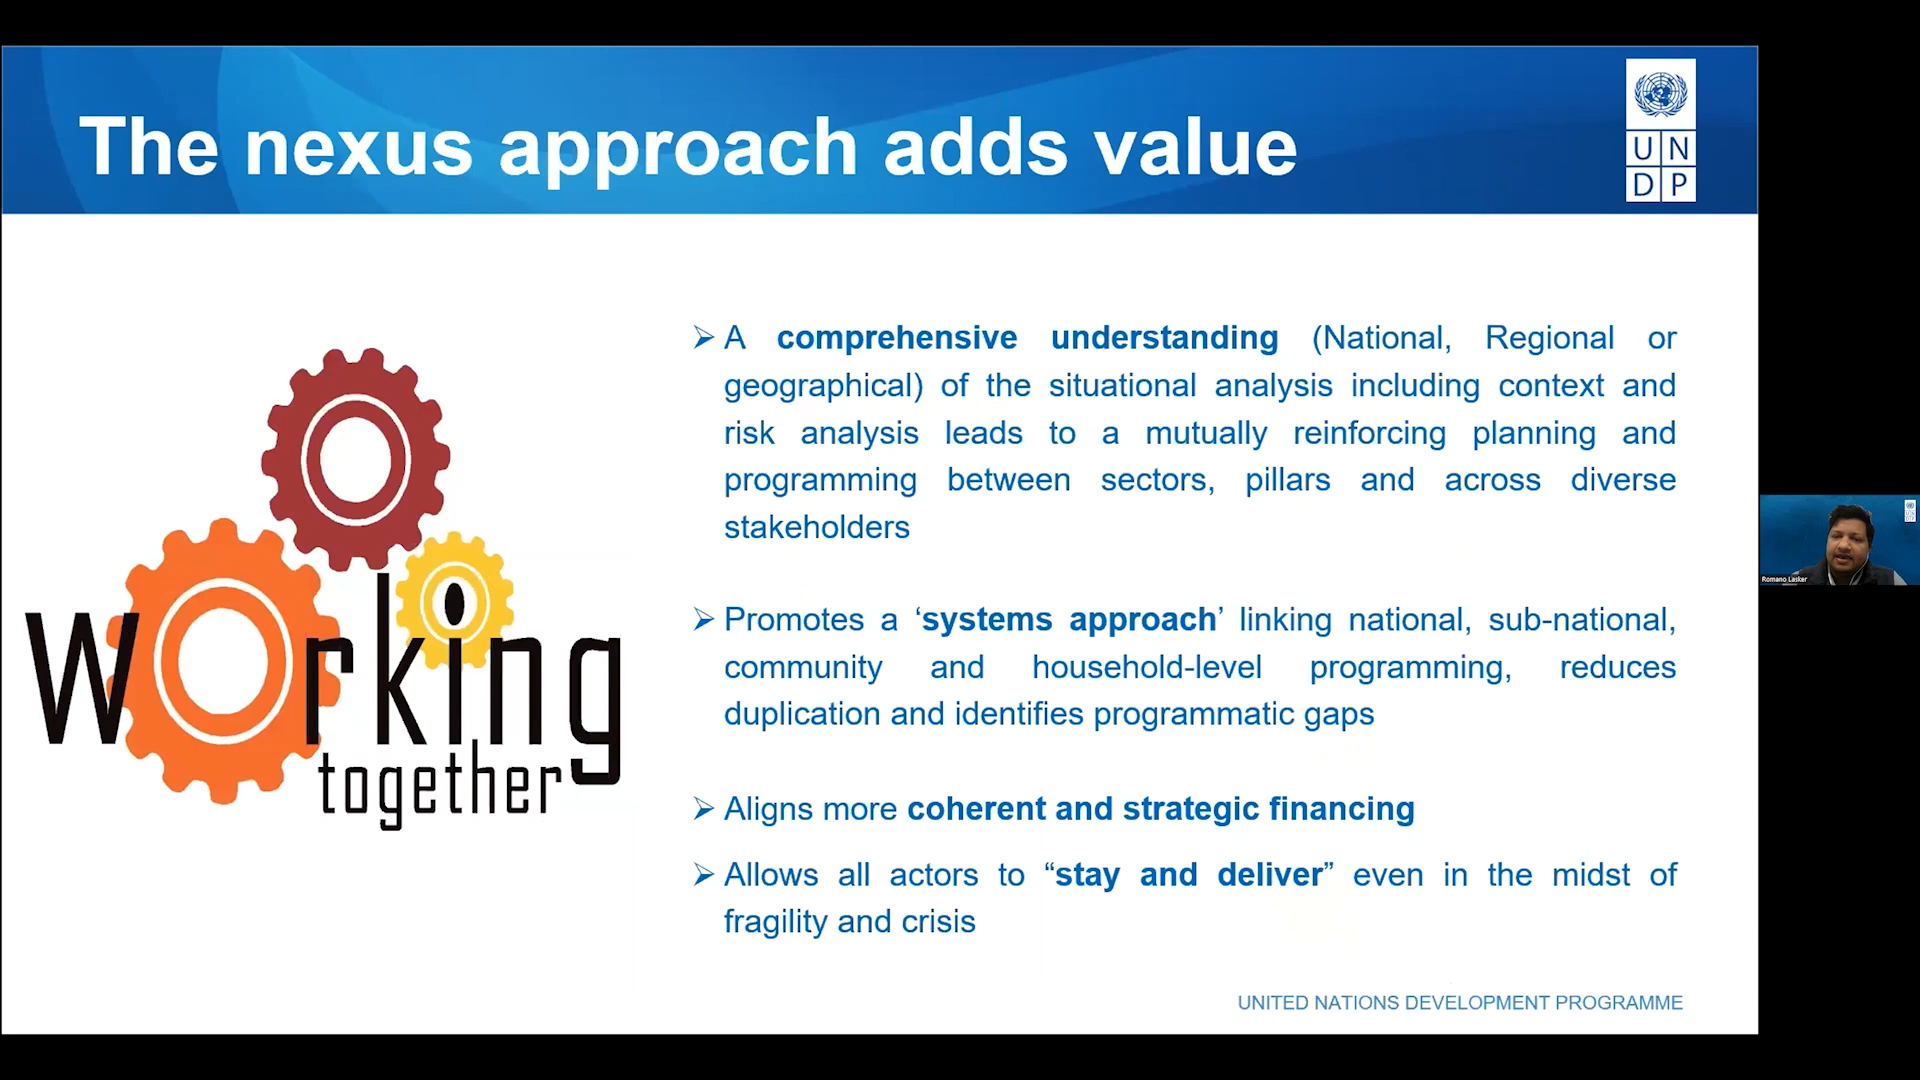 The nexus approach adds value
U N
D P
➢ A comprehensive understanding (National, Regional or
geographical) of the situational analysis including context and
risk analysis leads to a mutually reinforcing planning and
programming between sectors, pillars and across diverse
stakeholders
➢ Promotes a ‘systems approach’ linking national, sub-national,
community and household-level programming, reduces
duplication and identifies programmatic gaps
➢ Aligns more coherent and strategic financing
➢ Allows all actors to “stay and deliver” even in the midst of
fragility and crisis
working
together
UNITED NATIONS DEVELOPMENT PROGRAMME
U N
D P
Romano Lasker